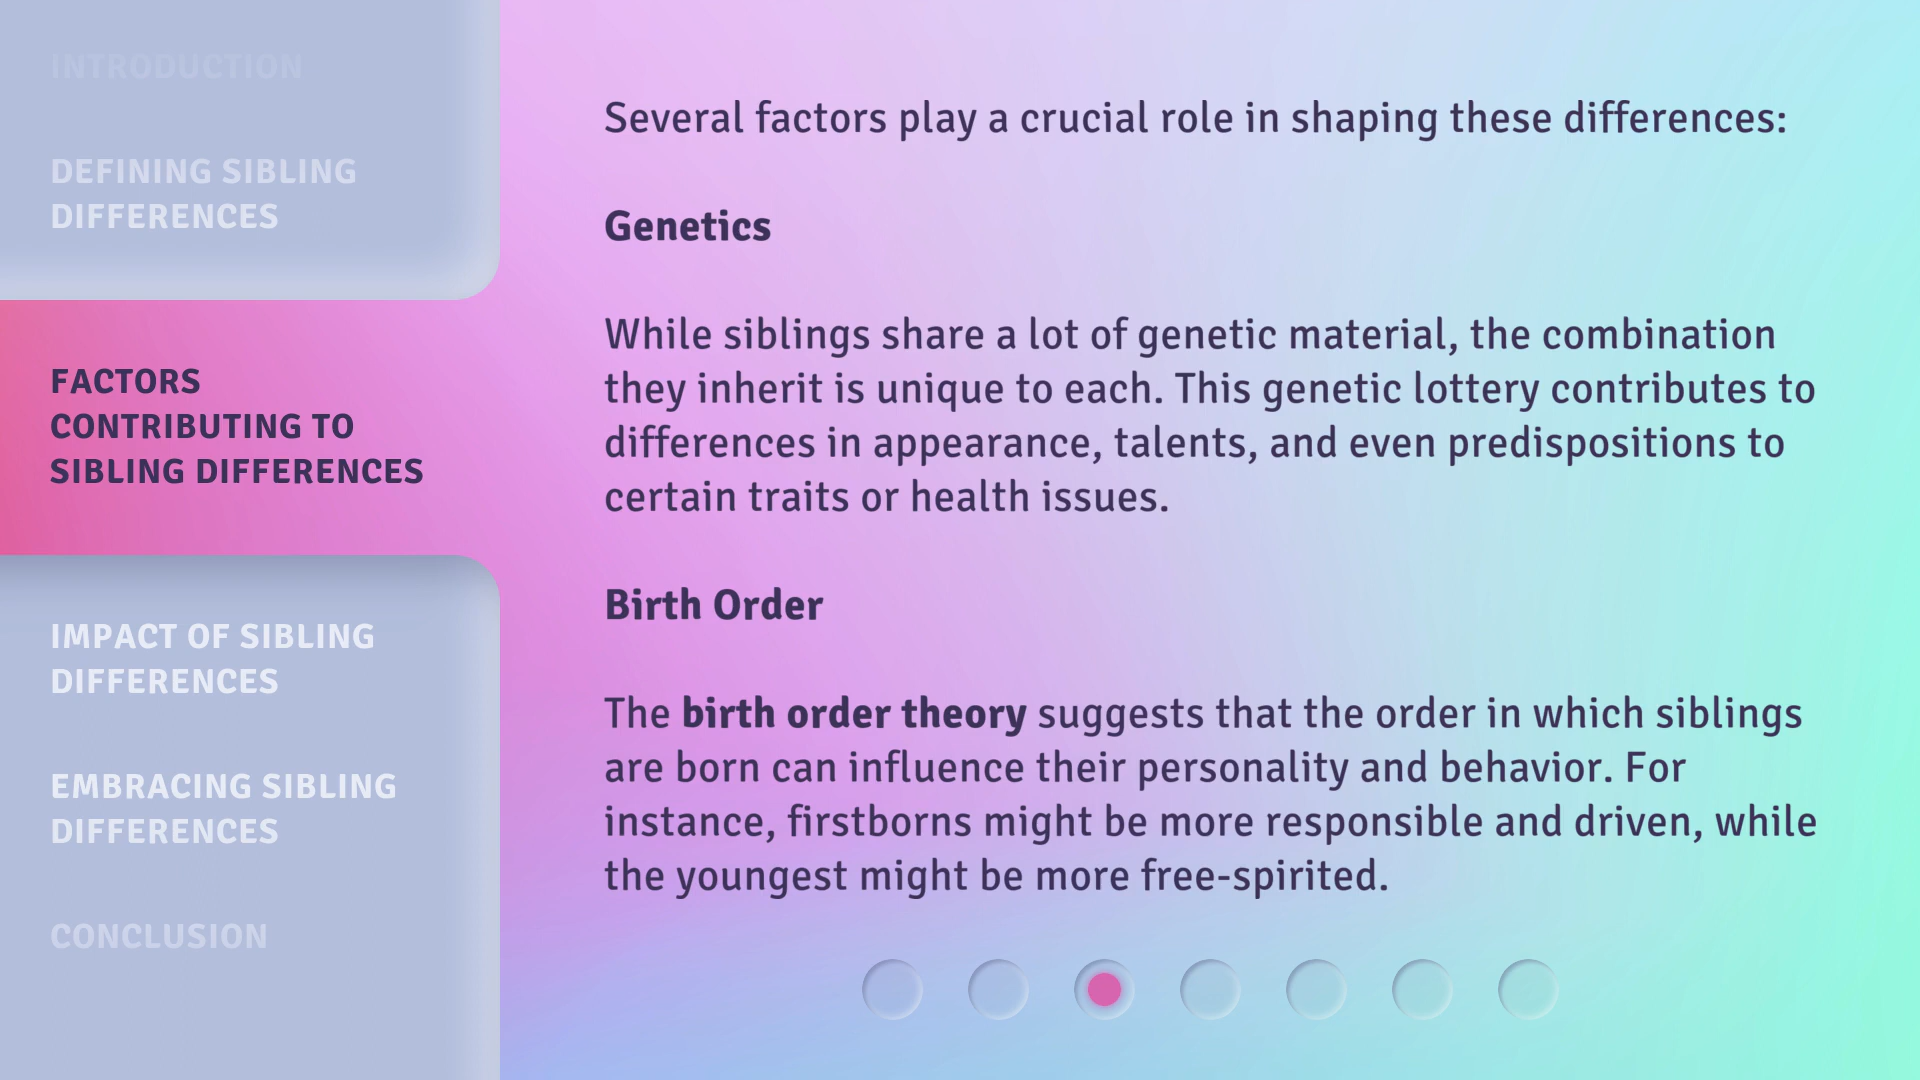 INTRODUCTION
DEFINING SIBLING
DIFFERENCES
FACTORS
CONTRIBUTING TO
SIBLING DIFFERENCES
IMPACT OF SIBLING
DIFFERENCES
EMBRACING SIBLING
DIFFERENCES
CONCLUSION
Several factors play a crucial role in shaping these differences:
Genetics
While siblings share a lot of genetic material, the combination
they inherit is unique to each. This genetic lottery contributes to
differences in appearance, talents, and even predispositions to
certain traits or health issues.
Birth Order
The birth order theory suggests that the order in which siblings
are born can influence their personality and behavior. For
instance, firstborns might be more responsible and driven, while
the youngest might be more free-spirited.